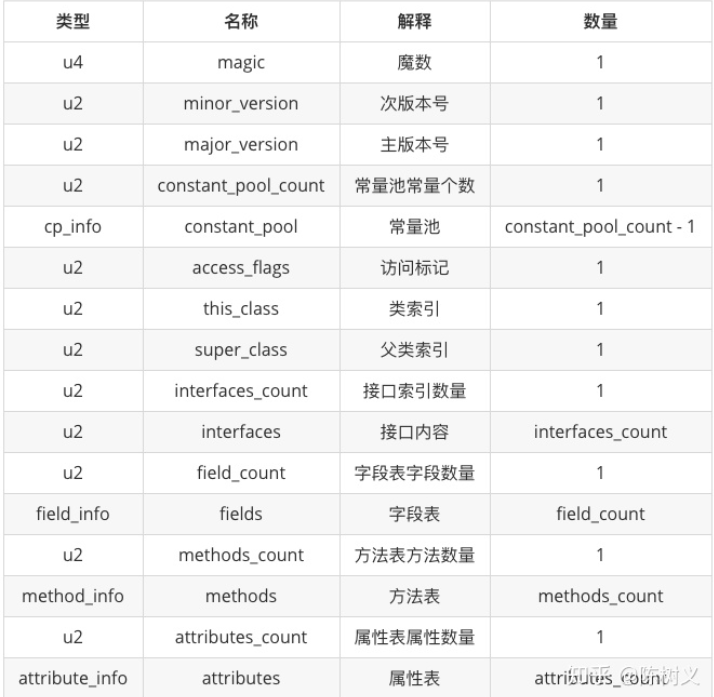 类型 名称 解释 数量
u4 magic 魔数 1
u2 minor_version 次版本号 1
u2 major_version 主版本号 1
u2 constant_pool_count 常量池常量个数 1
cp_info constant_pool 常量池 constant_pool_count - 1
u2 access_flags 访问标记 1
u2 this_class 类索引 1
u2 super_class 父类索引 1
u2 interfaces_count 接口索引数量 1
u2 interfaces 接口内容 interfaces_count
u2 field_count 字段表字段数量 1
field_info fields 字段表 field_count
u2 methods_count 方法表方法数量 1
method_info methods 方法表 methods_count
u2 attributes_count 属性表属性数量 1
attribute_info attributes 属性表 attributes_count
知乎 @陈树义